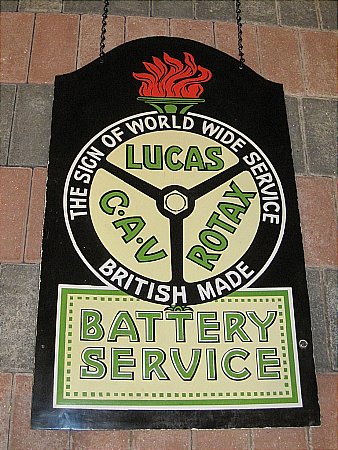 THE SIGN OF WORLD WIDE SERVICE
LUCAS
C·A·V
ROTAX
BRITISH MADE
BATTERY
SERVICE